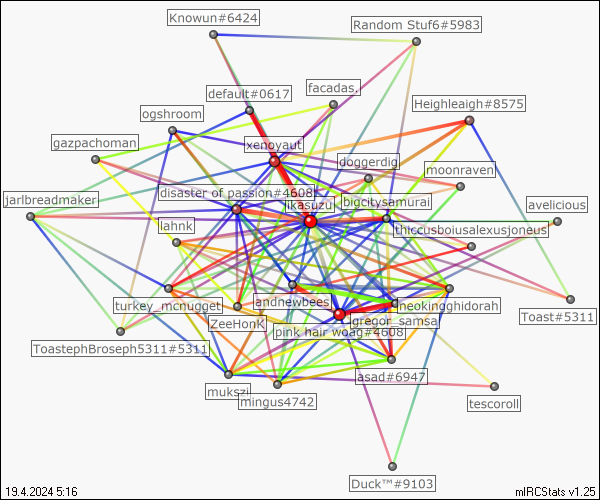 Knowun#6424
Random Stuf6#5983
default#0617
facadas.
Heighleigh#8575
ogshroom
gazpachoman
xenoyaut
doggerdig
moonraven
disaster of passion#4608
jarlbreadmaker
likasuzu
bigcitysamurai
avelicious
lahnk
thiccusboiusalexusjoneus
turkey_mcnugget
andnewbees
neokingghidorah
Toast#5311
ZeeHonK
gregor_samsa
pink hair woag#4608
ToastephBroseph5311#5311
asad#6947
mukszi
mingus4742
tescoroll
Duck™#9103
19.4.2024 5:16
mIRCStats v1.25